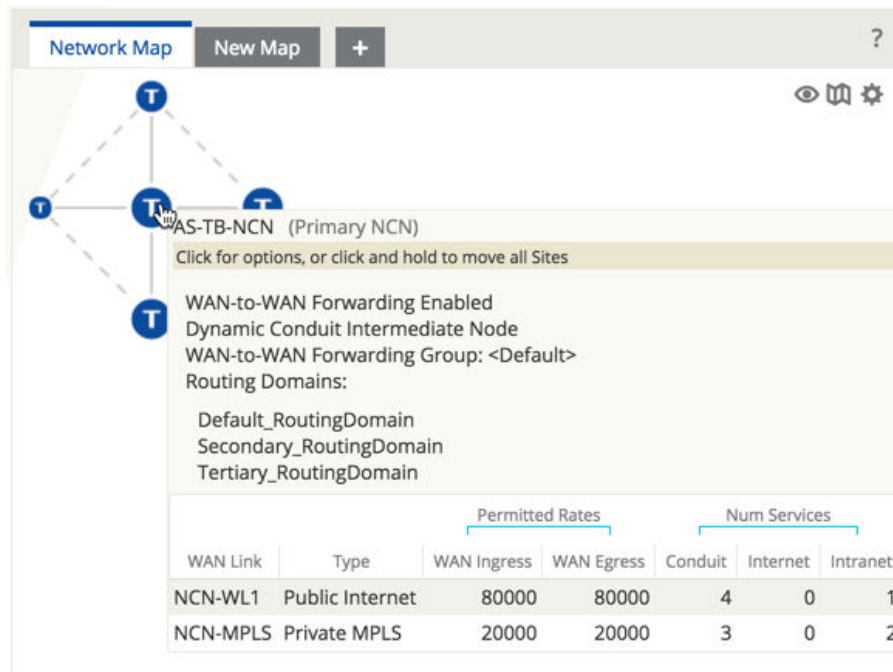 Network Map New Map +
?
T
T T T
AS-TB-NCN (Primary NCN)
Click for options, or click and hold to move all Sites
WAN-to-WAN Forwarding Enabled
Dynamic Conduit Intermediate Node
T
WAN-to-WAN Forwarding Group: <Default>
Routing Domains:
Default_RoutingDomain
Secondary_RoutingDomain
Tertiary_RoutingDomain
Permitted Rates Num Services
WAN Link Type WAN Ingress WAN Egress Conduit Internet Intranet
NCN-WL1 Public Internet 80000 80000 4 0 1
NCN-MPLS Private MPLS 20000 20000 3 0 2